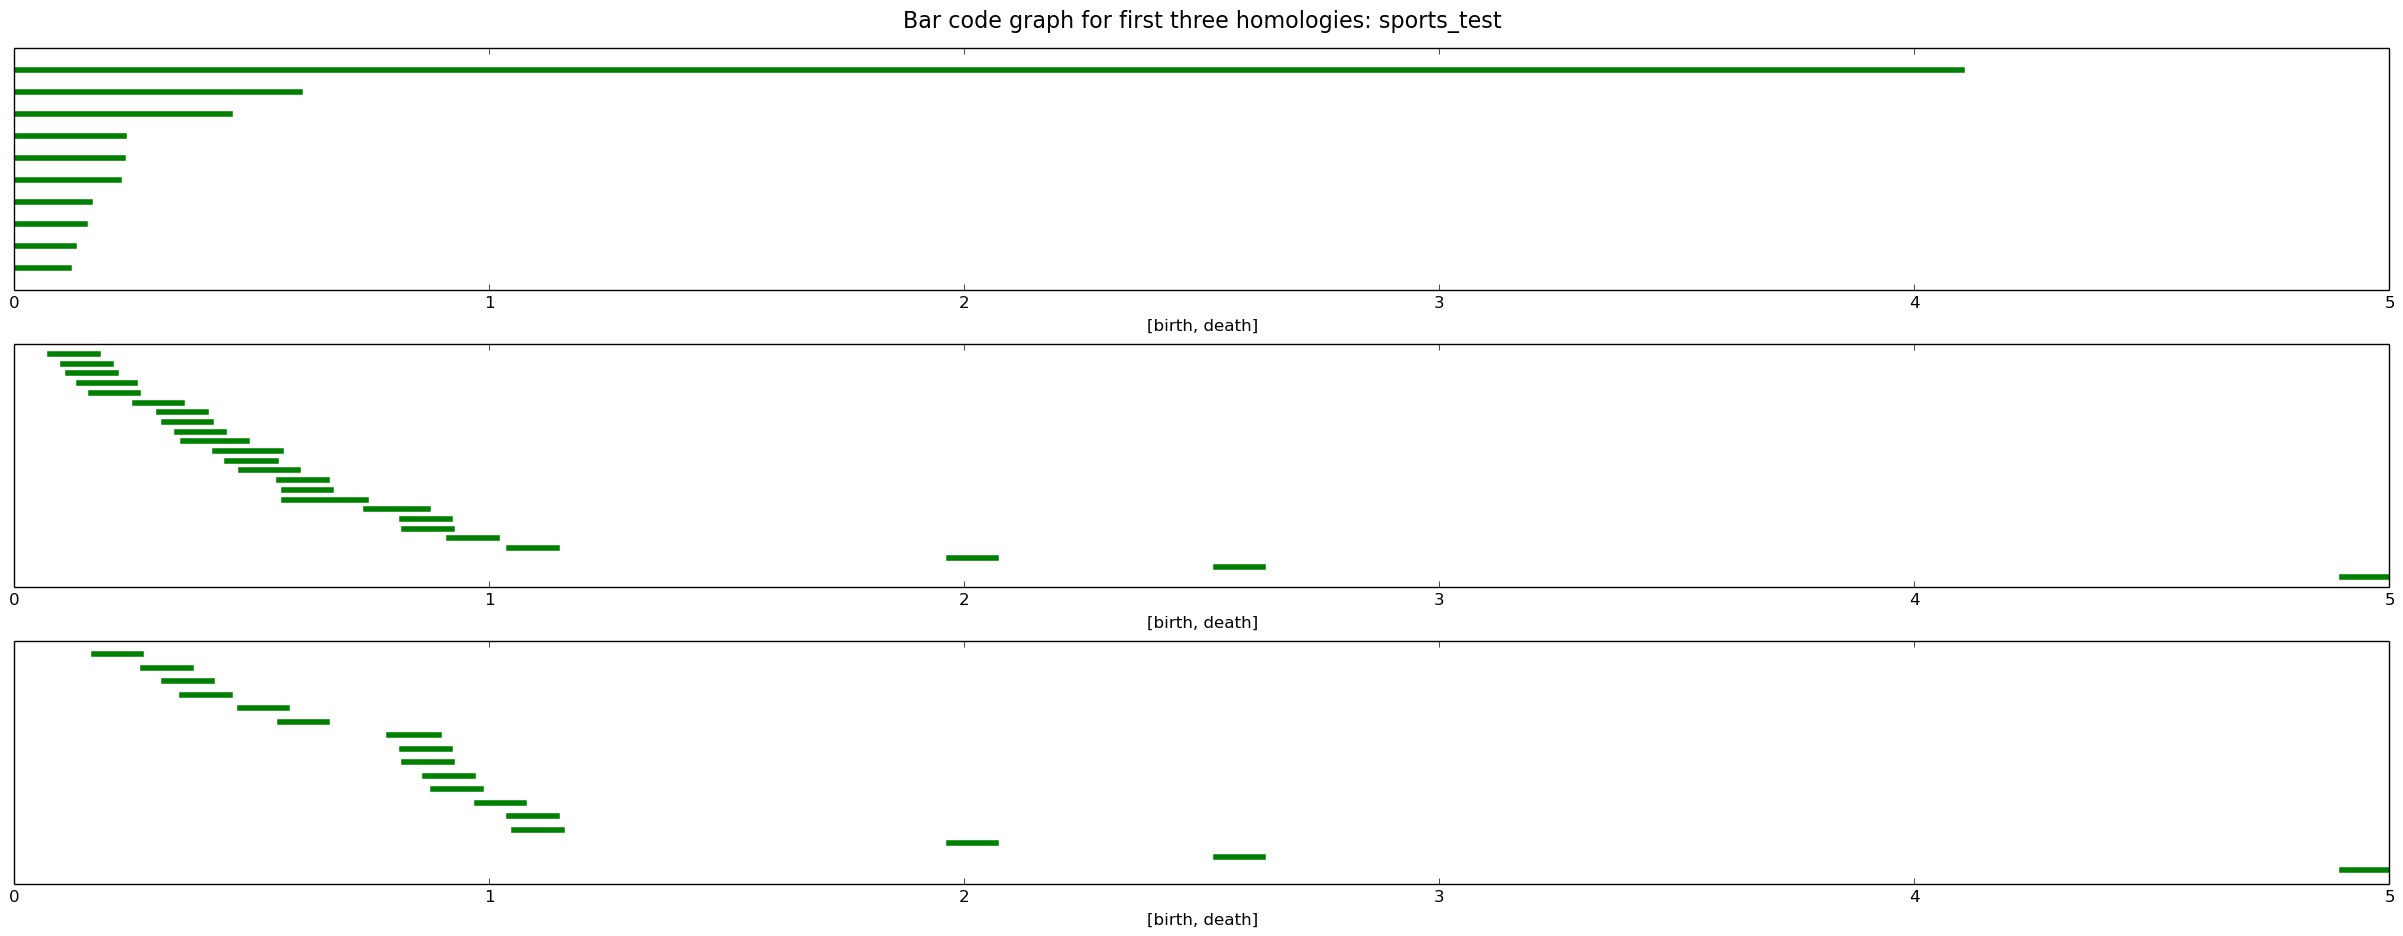 Bar code graph for first three homologies: sports_test
0 1 2 3 4 5
[birth, death]
0 1 2 3 4 5
[birth, death]
0 1 2 3 4 5
[birth, death]